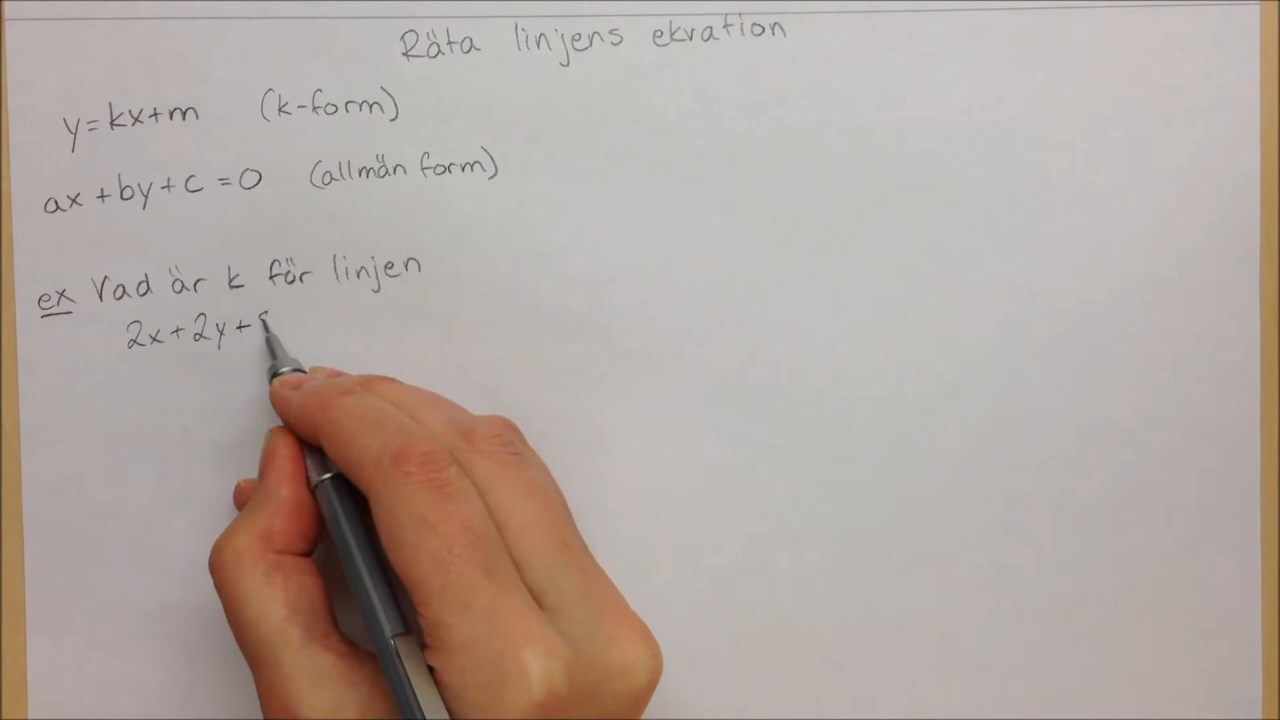 Räta linjens ekvation
y=kx+m (k-form)
ax+by+c=0 (allmän form)
ex Vad är k för linjen
2x+2y+